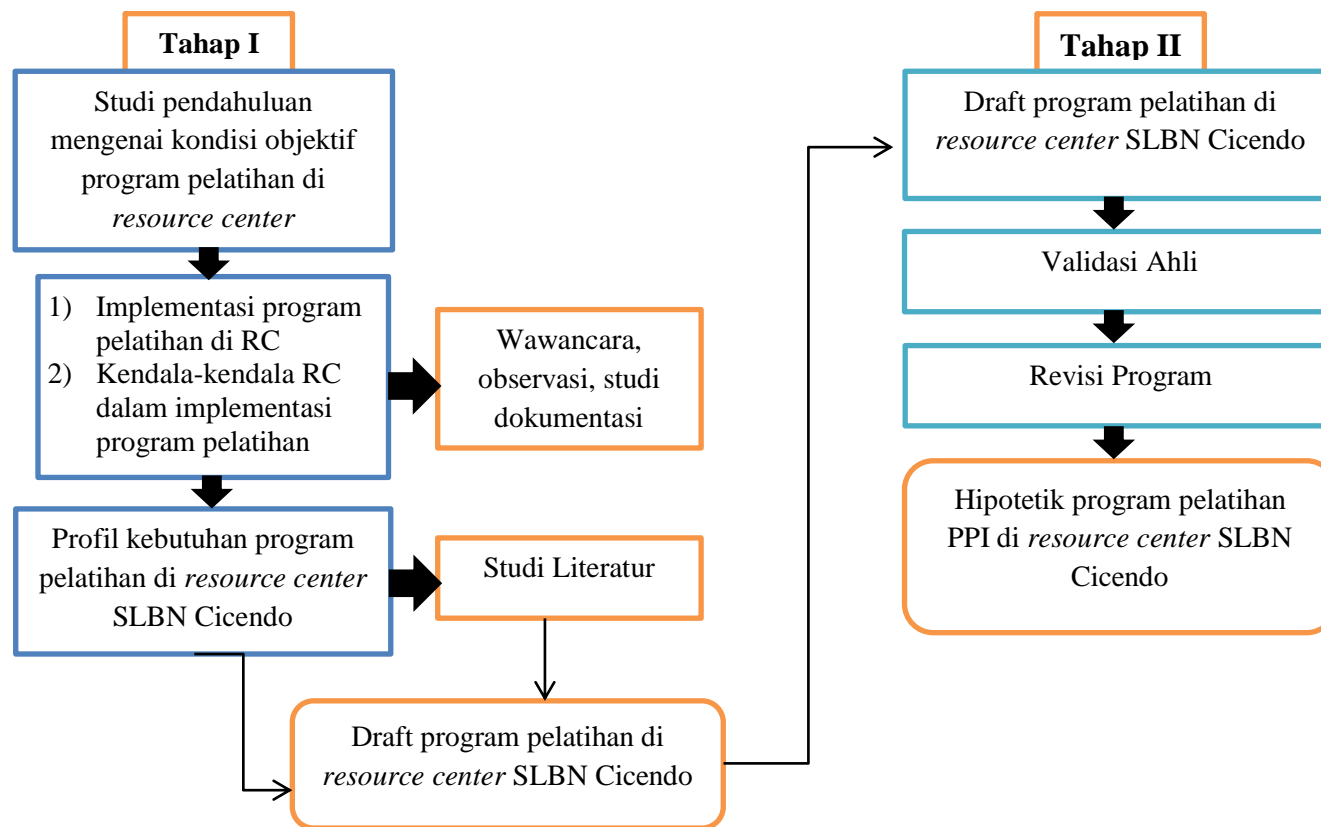 Tahap I
Studi pendahuluan
mengenai kondisi objektif
program pelatihan di
resource center
1) Implementasi program
pelatihan di RC
2) Kendala-kendala RC
dalam implementasi
program pelatihan
Wawancara,
observasi, studi
dokumentasi
Profil kebutuhan program
pelatihan di resource center
SLBN Cicendo
Studi Literatur
Draft program pelatihan di
resource center SLBN Cicendo
Tahap II
Draft program pelatihan di
resource center SLBN Cicendo
Validasi Ahli
Revisi Program
Hipotetik program pelatihan
PPI di resource center SLBN
Cicendo